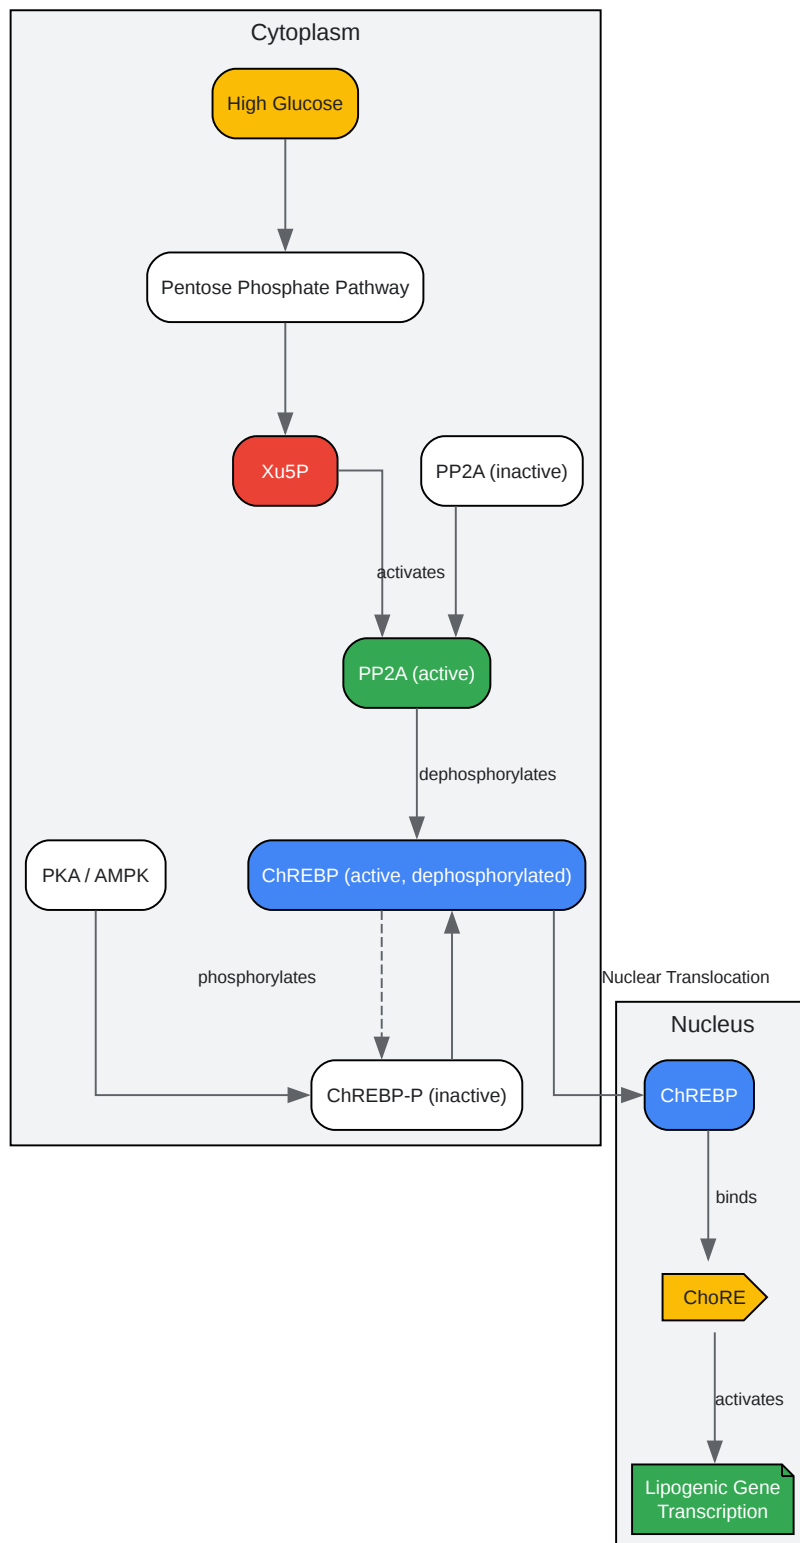 Cytoplasm
High Glucose
Pentose Phosphate Pathway
Xu5P
PP2A (inactive)
activates
PP2A (active)
dephosphorylates
PKA / AMPK
ChREBP (active, dephosphorylated)
phosphorylates
Nuclear Translocation
Nucleus
ChREBP-P (inactive)
ChREBP
binds
ChoRE
activates
Lipogenic Gene
Transcription